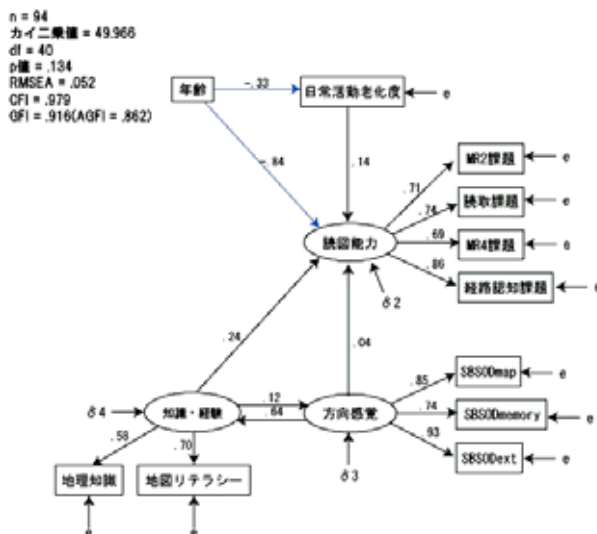 n = 94
カイ二乗値 = 49.966
df = 40
p値 = .134
RMSEA = .052
CFI = .979
GFI = .916(AGFI = .862)
年齢
-.33
日常活動老化度
e
-.84
.14
MR2課題
e
.71
読取課題
e
.74
読図能力
.69
MR4課題
e
.86
経路認知課題
e
δ2
.24
.04
SBSODmap
e
.85
δ4
知識・経験
.12
.64
方向感覚
.74
SBSODmemory
e
.93
SBSODext
e
.58
.70
δ3
地理知識
地図リテラシー
e
e